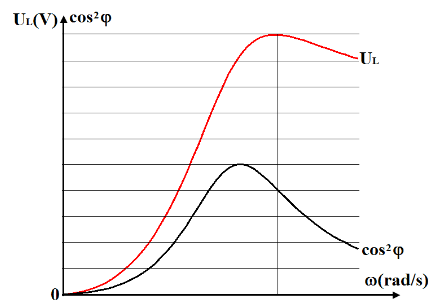 UL(V) cos²φ
UL
cos²φ
0
ω(rad/s)